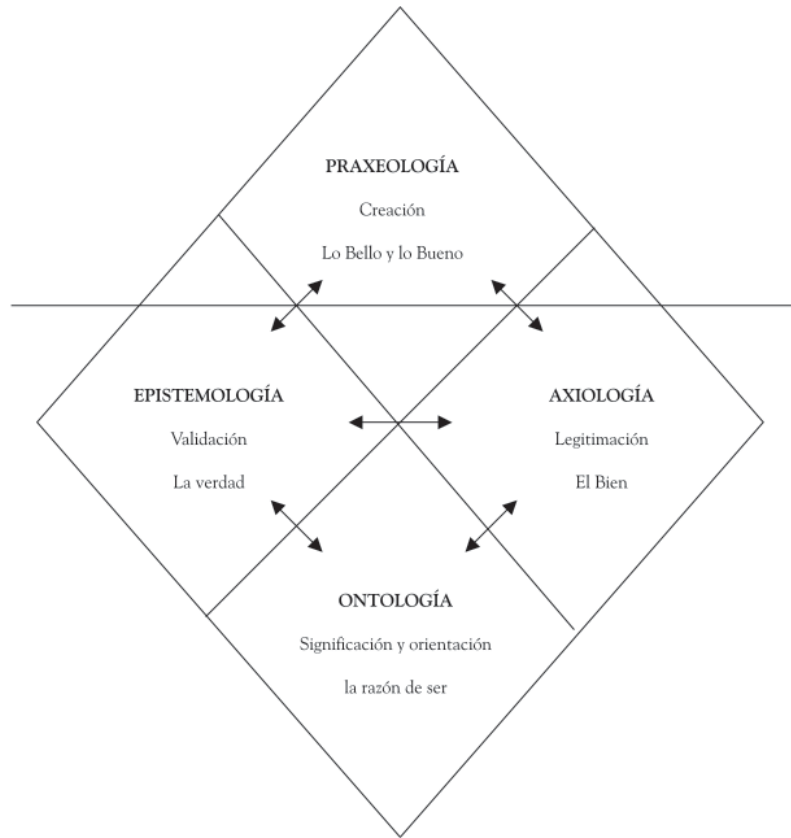 PRAXEOLOGÍA
Creación
Lo Bello y lo Bueno
EPISTEMOLOGÍA
Validación
La verdad
AXIOLOGÍA
Legitimación
El Bien
ONTOLOGÍA
Significación y orientación
la razón de ser